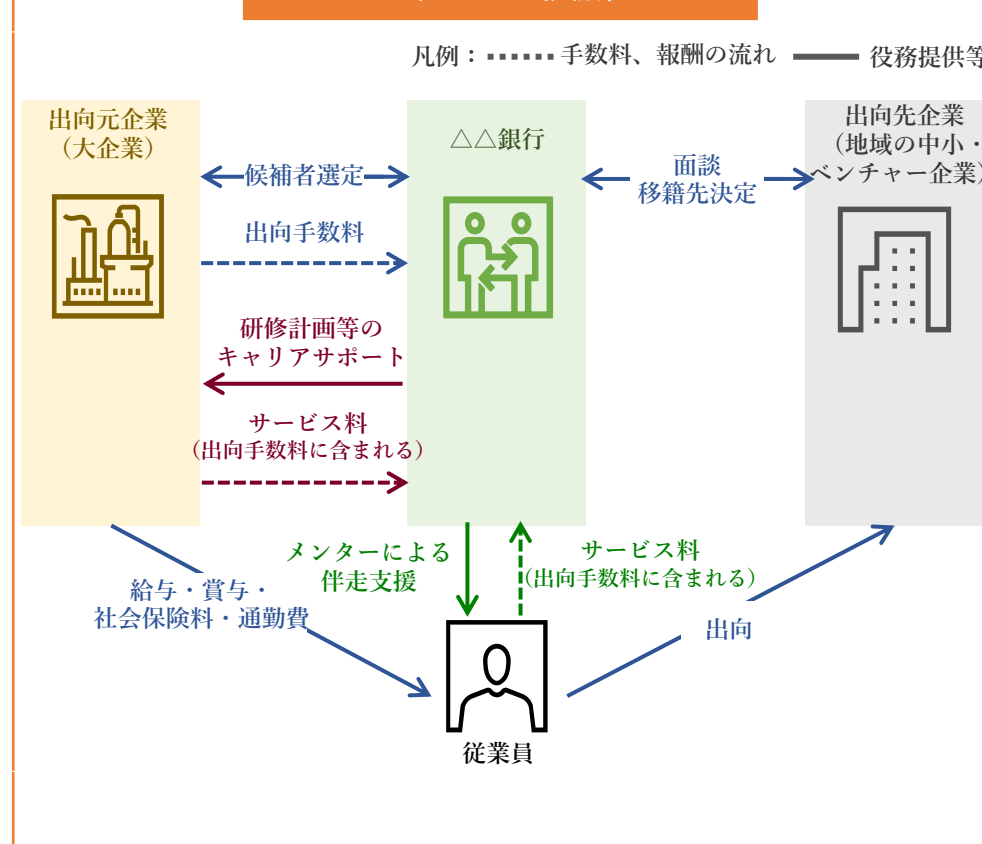 凡例： 手数料、報酬の流れ 役務提供等
出向元企業
（大企業）
△△銀行
出向先企業
（地域の中小・
ベンチャー企業）
候補者選定
面談
移籍先決定
出向手数料
研修計画等の
キャリアサポート
サービス料
（出向手数料に含まれる）
メンターによる
伴走支援
サービス料
（出向手数料に含まれる）
給与・賞与・
社会保険料・通勤費
出向
従業員